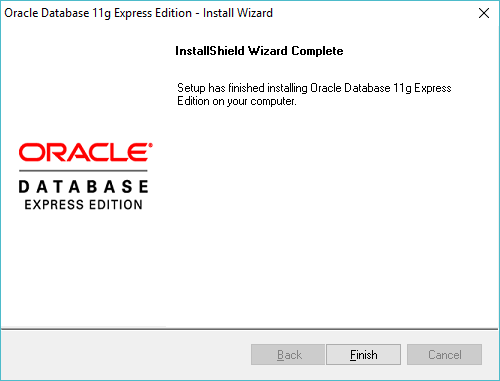 Oracle Database 11g Express Edition - Install Wizard
InstallShield Wizard Complete
Setup has finished installing Oracle Database 11g Express
Edition on your computer.
ORACLE®
DATABASE
EXPRESS EDITION
Back
Finish
Cancel